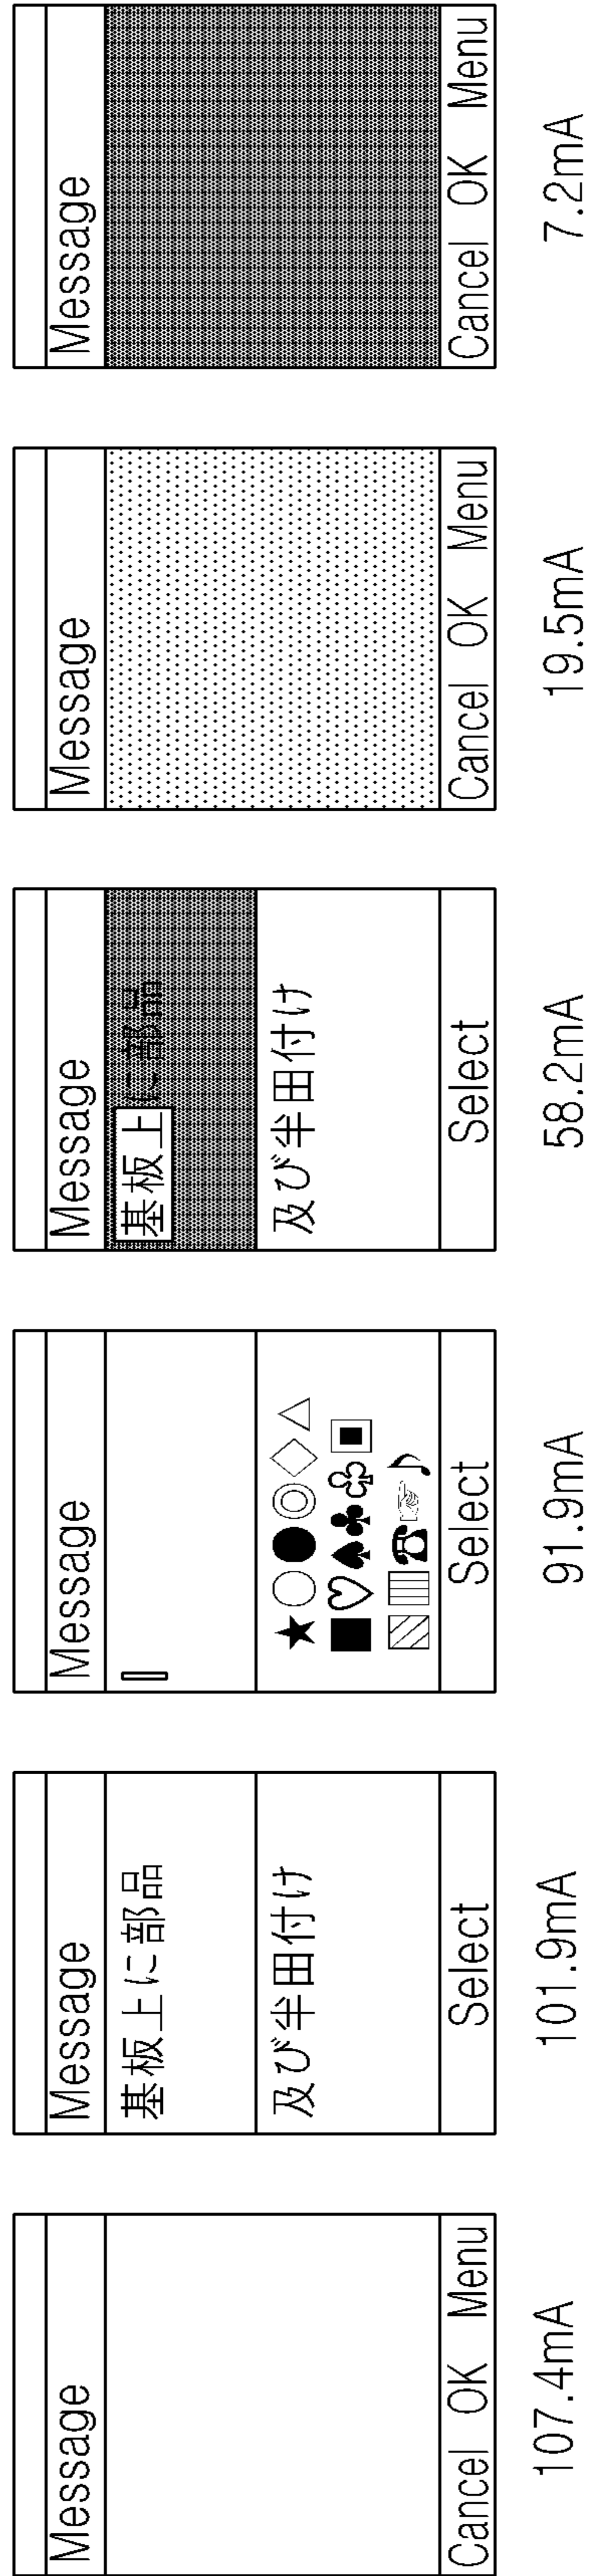 Message
Cancel OK Menu
107.4mA
Message
基板上に部品
及び半田付け
Select
101.9mA
Message
★○●◎◇△
■♡♠♣♧▣
▧▤☎☞♪
Select
91.9mA
Message
基板上に部品
及び半田付け
Select
58.2mA
Message
Cancel OK Menu
19.5mA
Message
Cancel OK Menu
7.2mA